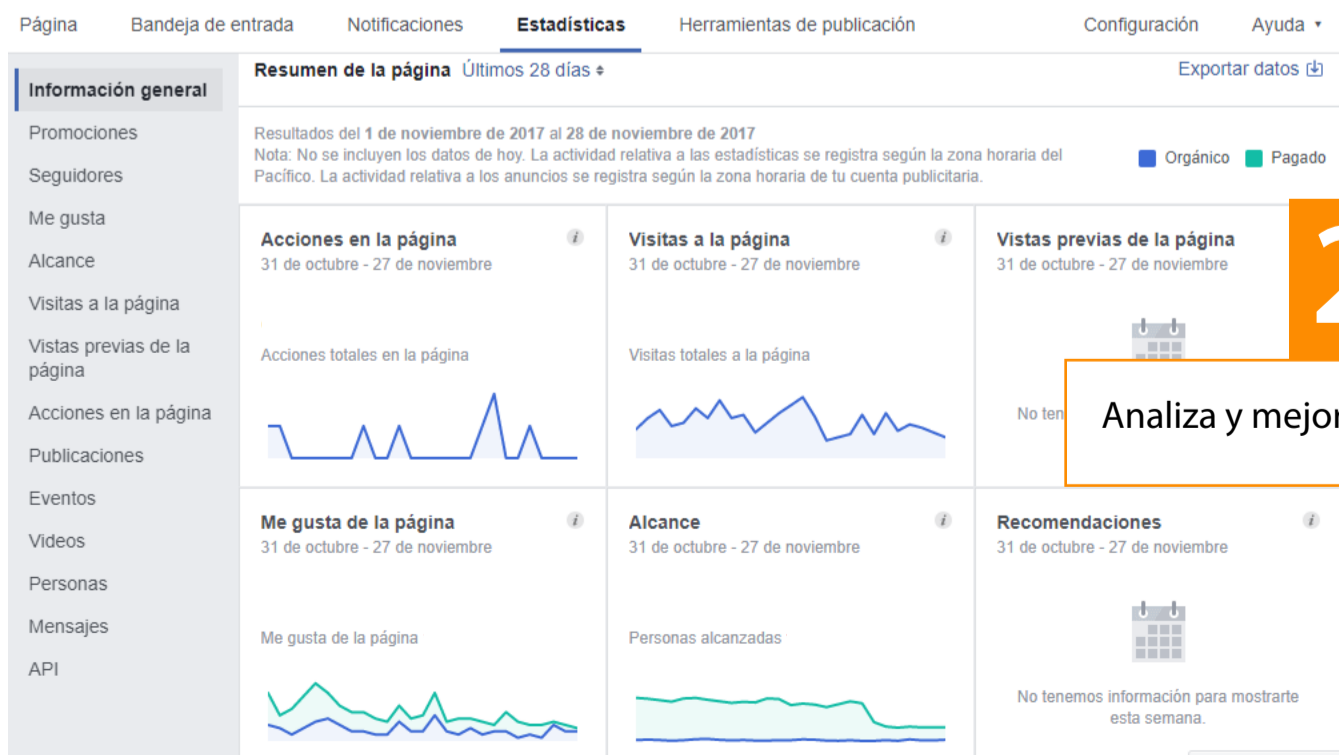 Página Bandeja de entrada Notificaciones Estadísticas Herramientas de publicación Configuración Ayuda
Información general
Promociones
Seguidores
Me gusta
Alcance
Visitas a la página
Vistas previas de la
página
Acciones en la página
Publicaciones
Eventos
Videos
Personas
Mensajes
API
Resumen de la página Últimos 28 días Exportar datos
Resultados del 1 de noviembre de 2017 al 28 de noviembre de 2017
Nota: No se incluyen los datos de hoy. La actividad relativa a las estadísticas se registra según la zona horaria del
Pacífico. La actividad relativa a los anuncios se registra según la zona horaria de tu cuenta publicitaria.
Orgánico Pagado
Acciones en la página
31 de octubre - 27 de noviembre
Acciones totales en la página
Visitas a la página
31 de octubre - 27 de noviembre
Visitas totales a la página
Vistas previas de la página
31 de octubre - 27 de noviembre
No
2
Analiza y
Me gusta de la página
31 de octubre - 27 de noviembre
Me gusta de la página
Alcance
31 de octubre - 27 de noviembre
Personas alcanzadas
Recomendaciones
31 de octubre - 27 de noviembre
No tenemos información para mostrarte
esta semana.